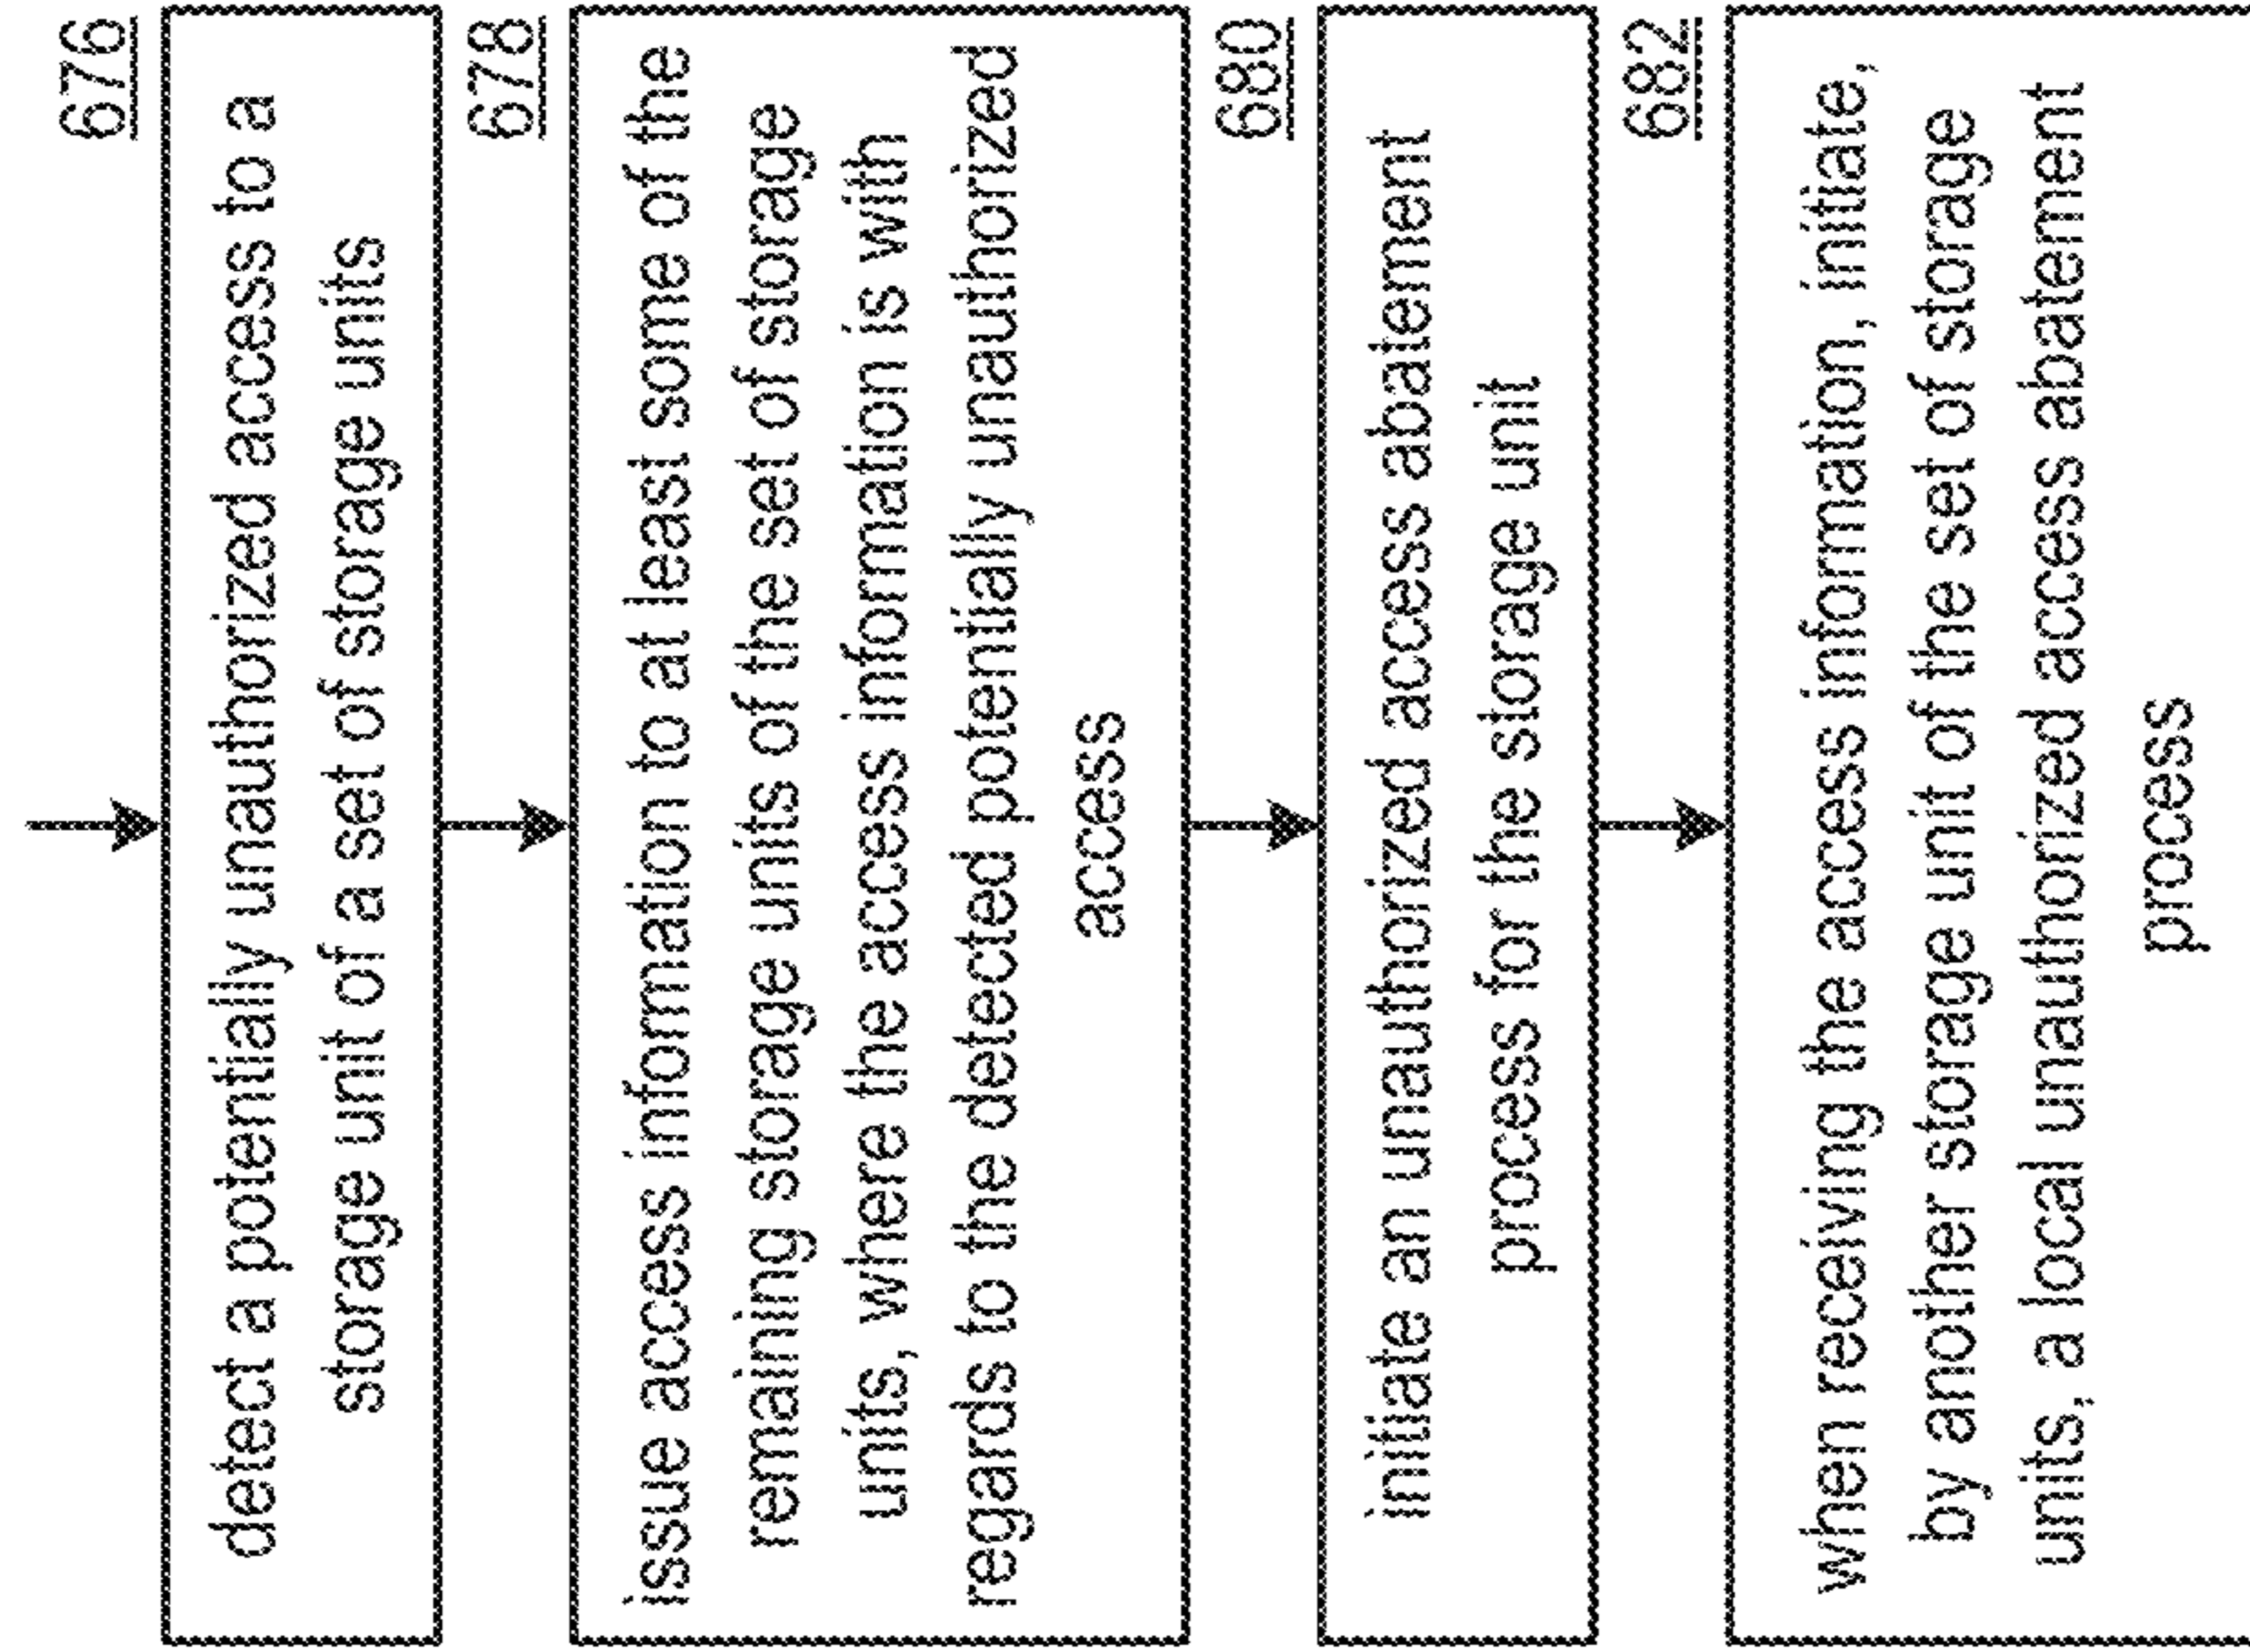 676
detect a potentially unauthorized access to a
storage unit of a set of storage units
678
issue access information to at least some of the
remaining storage units of the set of storage
units, where the access information is with
regards to the detected potentially unauthorized
access
680
initiate an unauthorized access abatement
process for the storage unit
682
when receiving the access information, initiate,
by another storage unit of the set of storage
units, a local unauthorized access abatement
process